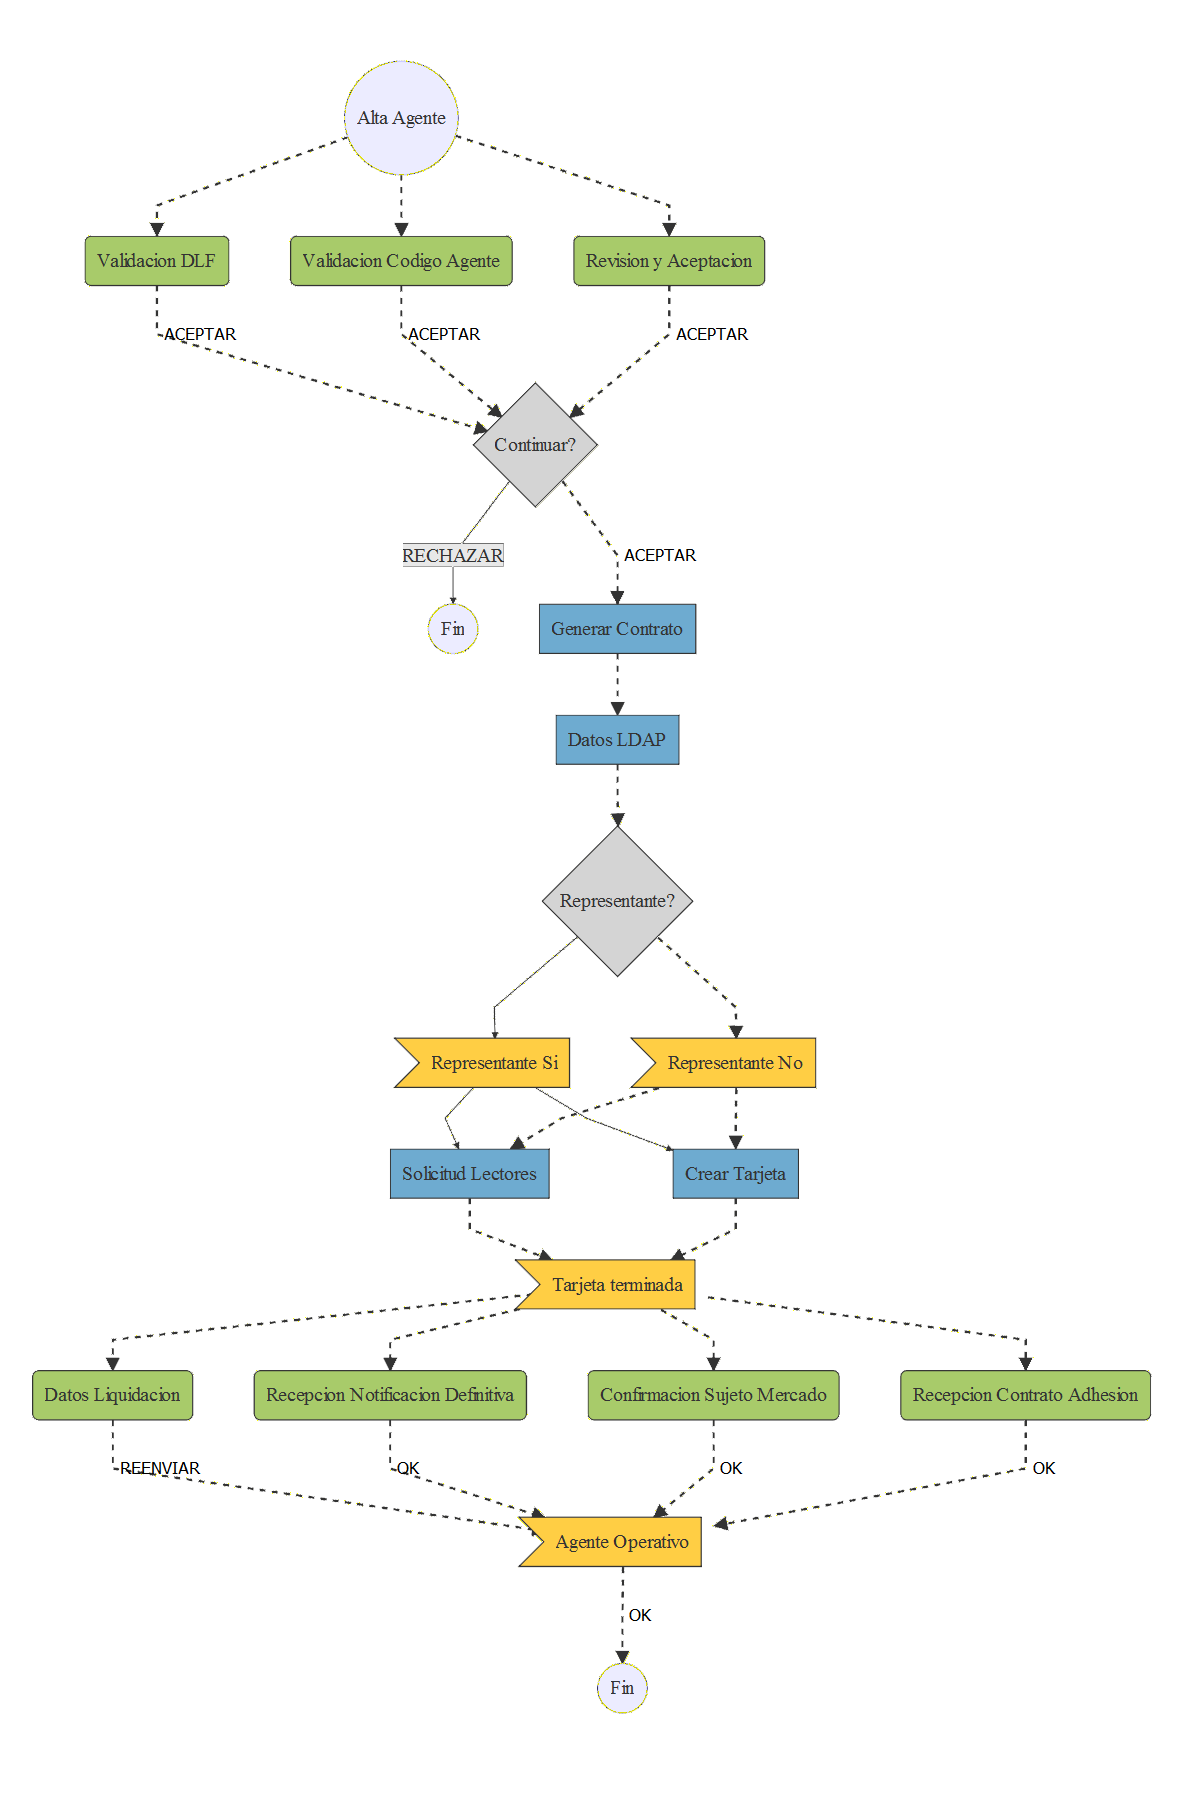 Alta Agente
Validacion DLF
Validacion Codigo Agente
Revision y Aceptacion
ACEPTAR
ACEPTAR
ACEPTAR
Continuar?
RECHAZAR
ACEPTAR
Fin
Generar Contrato
Datos LDAP
Representante?
Representante Si
Representante No
Solicitud Lectores
Crear Tarjeta
Tarjeta terminada
Datos Liquidacion
Recepcion Notificacion Definitiva
Confirmacion Sujeto Mercado
Recepcion Contrato Adhesion
REENVIAR
OK
OK
OK
Agente Operativo
OK
Fin